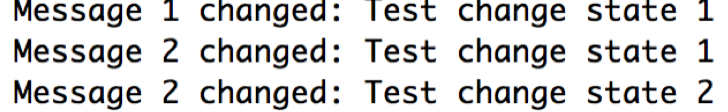 Message 1 changed: Test change state 1
Message 2 changed: Test change state 1
Message 2 changed: Test change state 2